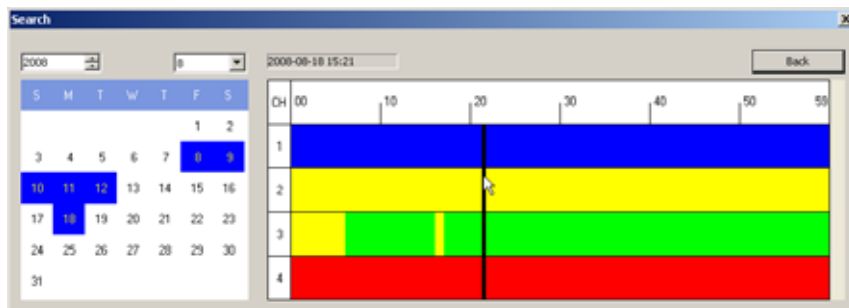 Search
2008 8 2008-08-18 15:21 Back
S M T W T F S
1 2
3 4 5 6 7 8 9
10 11 12 13 14 15 16
17 18 19 20 21 22 23
24 25 26 27 28 29 30
31
CH 00 10 20 30 40 50 59
1
2
3
4